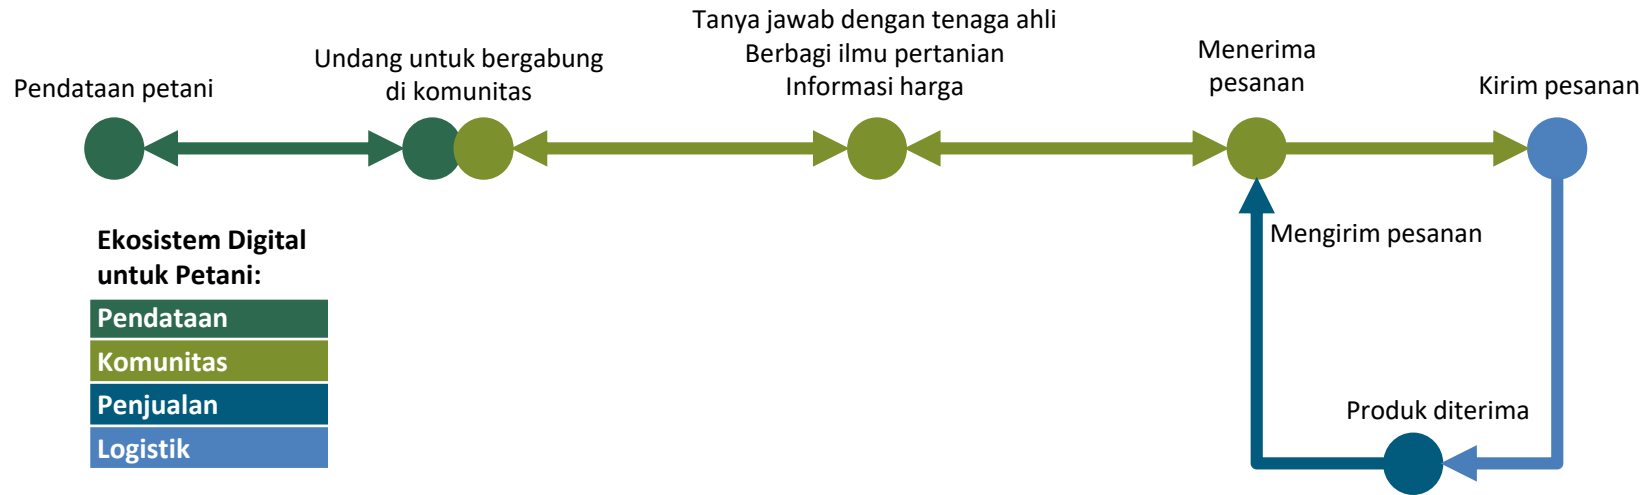 Pendataan petani
Undang untuk bergabung
di komunitas
Tanya jawab dengan tenaga ahli
Berbagi ilmu pertanian
Informasi harga
Menerima
pesanan
Kirim pesanan
Mengirim pesanan
Produk diterima
Ekosistem Digital
untuk Petani:
Pendataan
Komunitas
Penjualan
Logistik